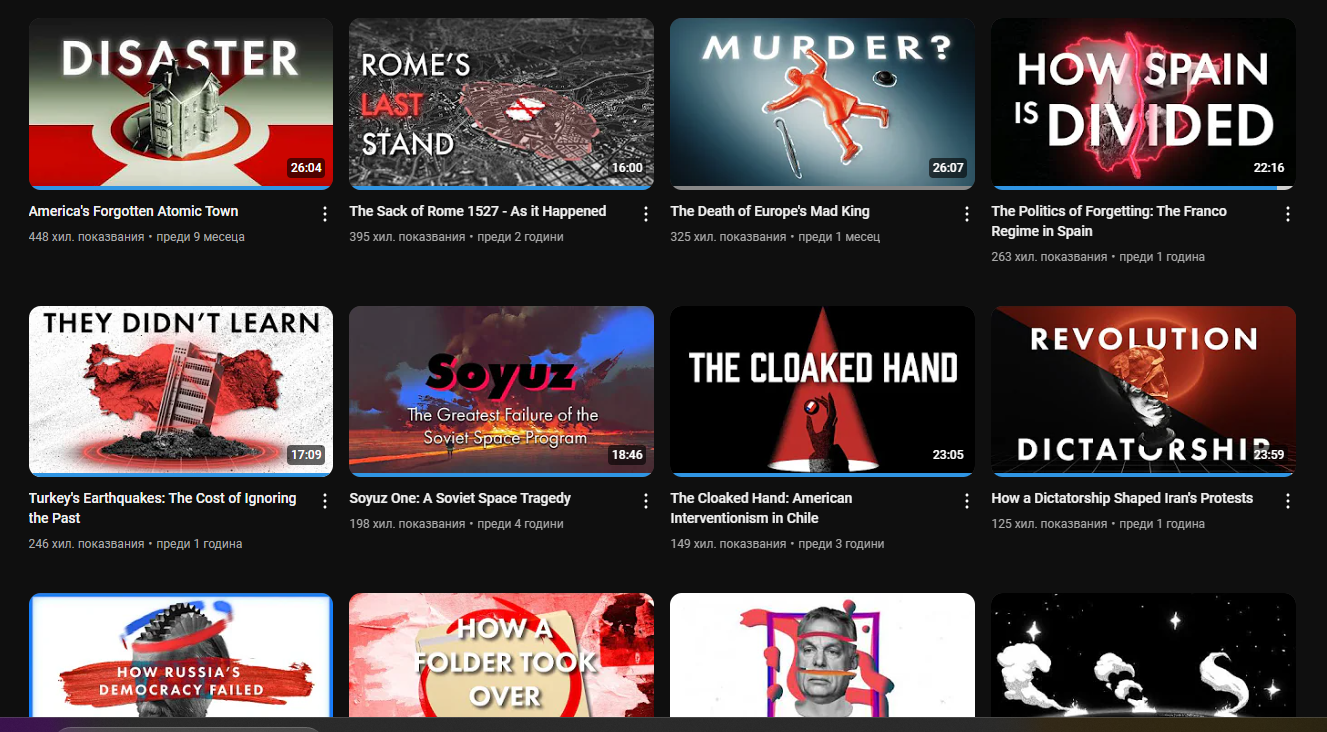 DISASTER
26:04
America's Forgotten Atomic Town
448 хил. показвания • преди 9 месеца
ROME'S
LAST
STAND
16:00
The Sack of Rome 1527 - As it Happened
395 хил. показвания • преди 2 години
MURDER?
26:07
The Death of Europe's Mad King
325 хил. показвания • преди 1 месец
HOW SPAIN
IS DIVIDED
22:16
The Politics of Forgetting: The Franco
Regime in Spain
263 хил. показвания • преди 1 година
THEY DIDN'T LEARN
17:09
Turkey's Earthquakes: The Cost of Ignoring
the Past
246 хил. показвания • преди 1 година
Soyuz
The Greatest Failure of the
Soviet Space Program
18:46
Soyuz One: A Soviet Space Tragedy
198 хил. показвания • преди 4 години
THE CLOAKED HAND
23:05
The Cloaked Hand: American
Interventionism in Chile
149 хил. показвания • преди 3 години
REVOLUTION
DICTATORSHIP
23:59
How a Dictatorship Shaped Iran's Protests
125 хил. показвания • преди 1 година
HOW RUSSIA'S
DEMOCRACY FAILED
HOW A
FOLDER TOOK
OVER